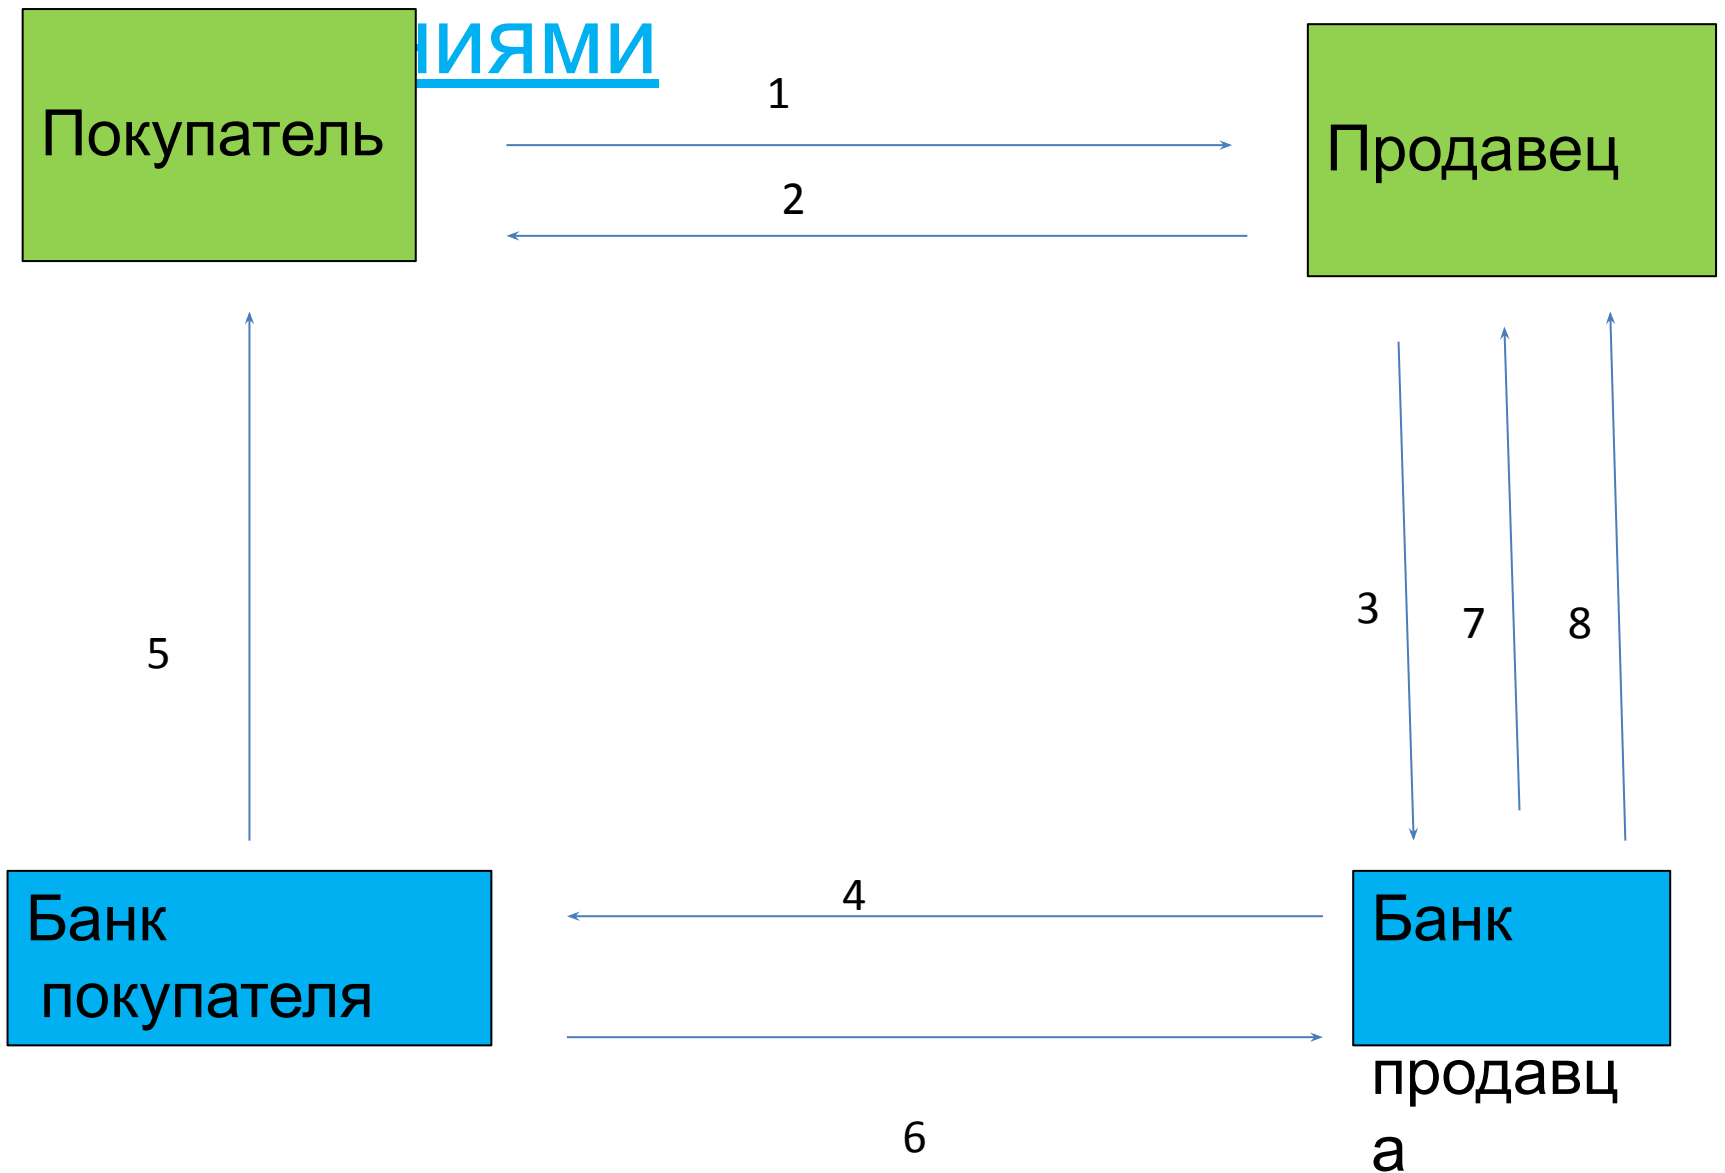 ниями
Покупатель
1
Продавец
2
3
7
8
5
4
Банк
покупателя
Банк
продавц
а
6